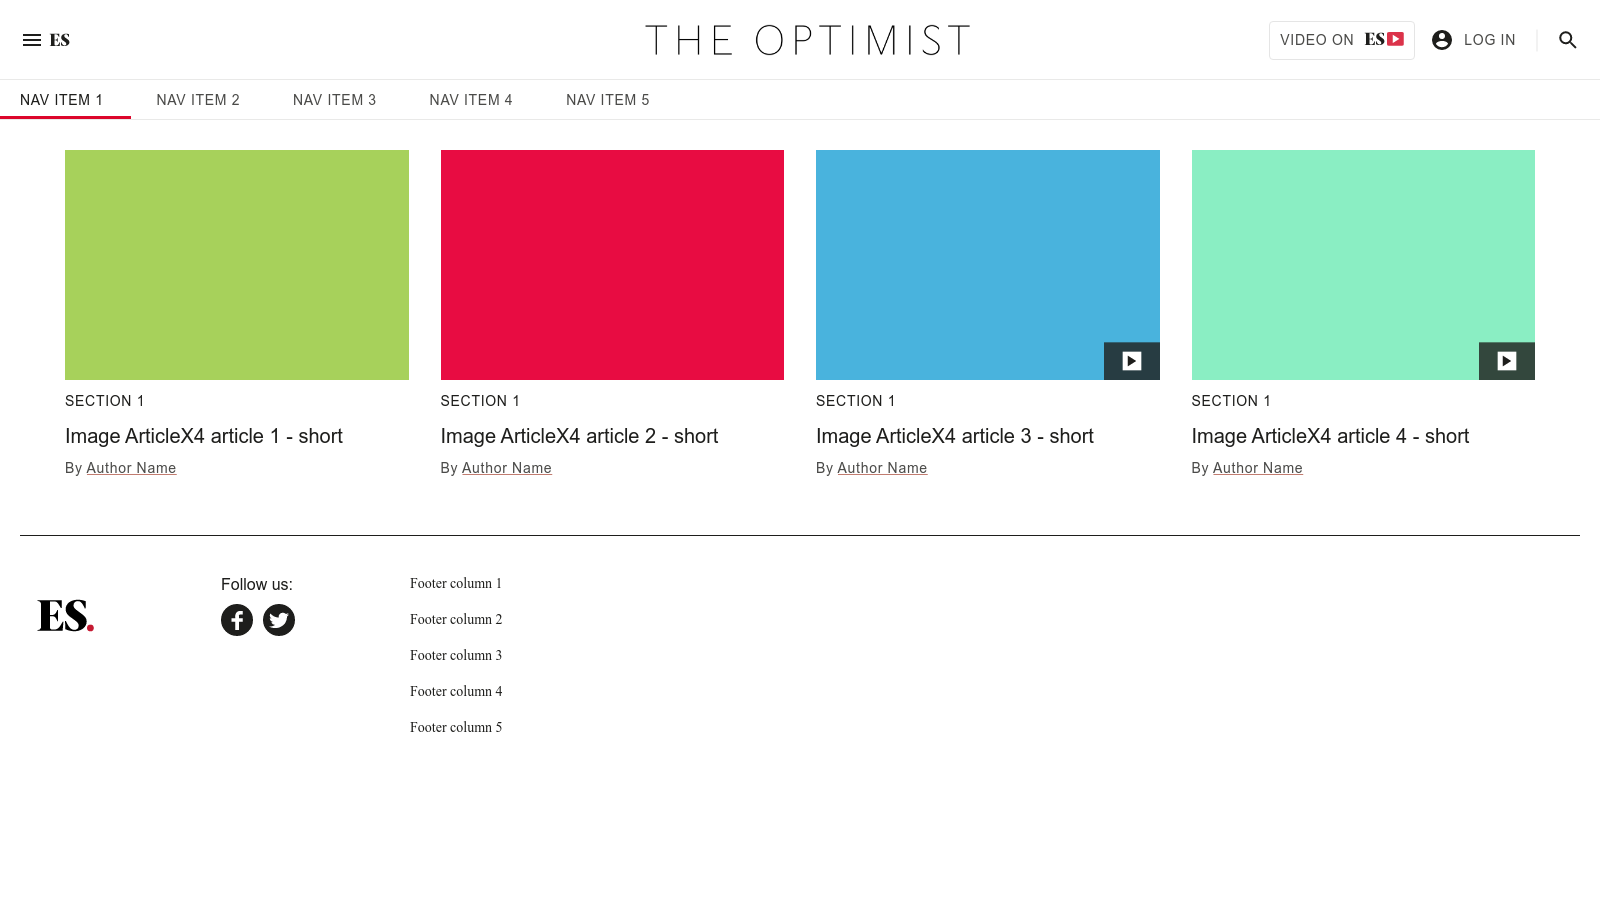 ES
THE OPTIMIST
VIDEO ON ES
LOG IN
NAV ITEM 1
NAV ITEM 2
NAV ITEM 3
NAV ITEM 4
NAV ITEM 5
SECTION 1
Image ArticleX4 article 1 - short
By Author Name
SECTION 1
Image ArticleX4 article 2 - short
By Author Name
SECTION 1
Image ArticleX4 article 3 - short
By Author Name
SECTION 1
Image ArticleX4 article 4 - short
By Author Name
ES.
Follow us:
Footer column 1
Footer column 2
Footer column 3
Footer column 4
Footer column 5